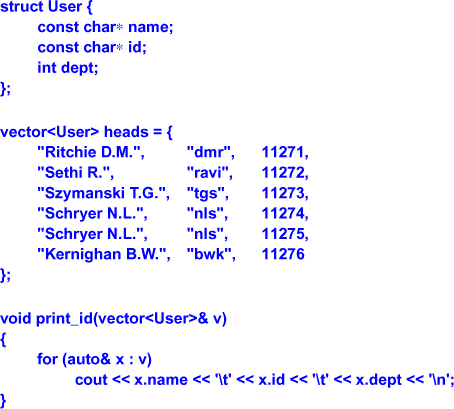 struct User {
const char* name;
const char* id;
int dept;
};
vector<User> heads = {
"Ritchie D.M.", "dmr", 11271,
"Sethi R.", "ravi", 11272,
"Szymanski T.G.", "tgs", 11273,
"Schryer N.L.", "nls", 11274,
"Schryer N.L.", "nls", 11275,
"Kernighan B.W.", "bwk", 11276
};
void print_id(vector<User>& v)
{
for (auto& x : v)
cout << x.name << '\t' << x.id << '\t' << x.dept << '\n';
}